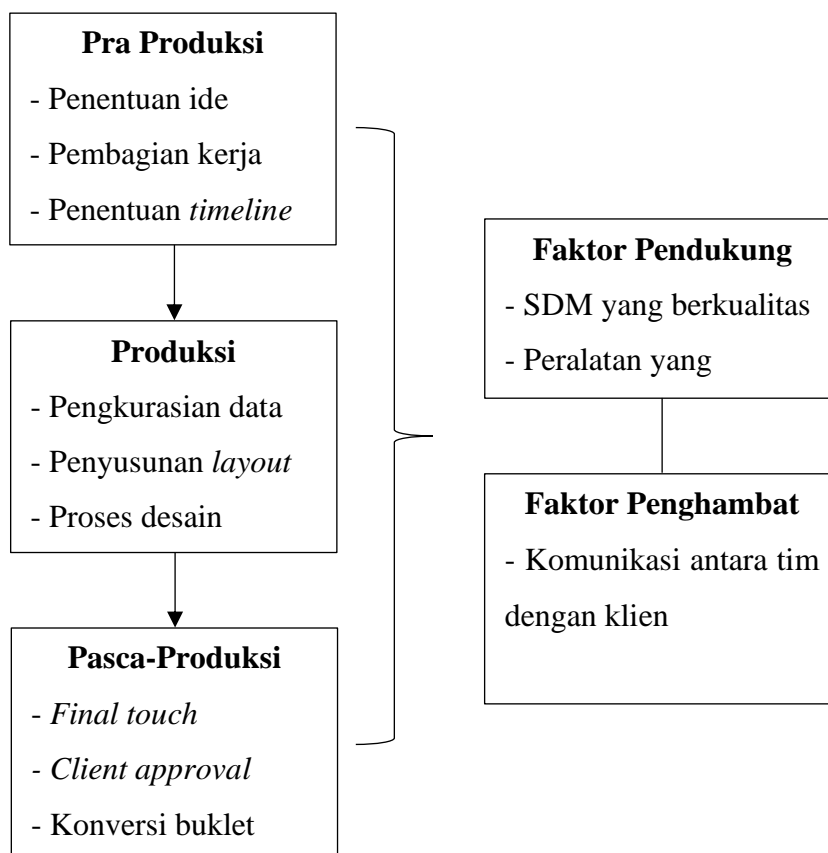 Pra Produksi
- Penentuan ide
- Pembagian kerja
- Penentuan timeline
Produksi
- Pengkurasian data
- Penyusunan layout
- Proses desain
Pasca-Produksi
- Final touch
- Client approval
- Konversi buklet
Faktor Pendukung
- SDM yang berkualitas
- Peralatan yang
Faktor Penghambat
- Komunikasi antara tim
dengan klien